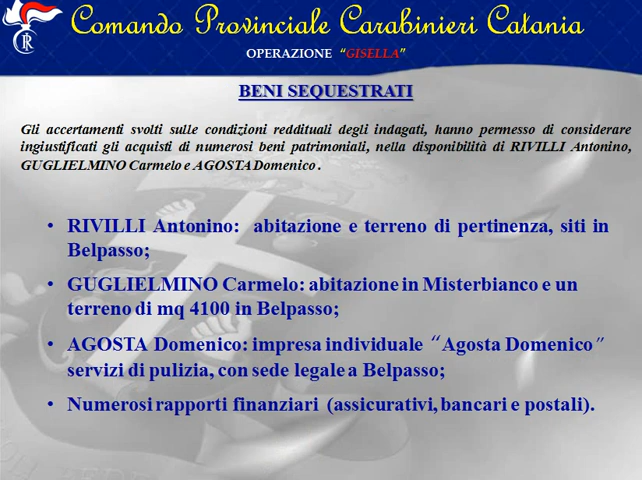 Comando Provinciale Carabinieri Catania
OPERAZIONE “GISELLA”
BENI SEQUESTRATI
Gli accertamenti svolti sulle condizioni reddituali degli indagati, hanno permesso di considerare
ingiustificati gli acquisti di numerosi beni patrimoniali, nella disponibilità di RIVILLI Antonino,
GUGLIELMINO Carmelo e AGOSTA Domenico .
• RIVILLI Antonino: abitazione e terreno di pertinenza, siti in
Belpasso;
• GUGLIELMINO Carmelo: abitazione in Misterbianco e un
terreno di mq 4100 in Belpasso;
• AGOSTA Domenico: impresa individuale “Agosta Domenico”
servizi di pulizia, con sede legale a Belpasso;
• Numerosi rapporti finanziari (assicurativi, bancari e postali).